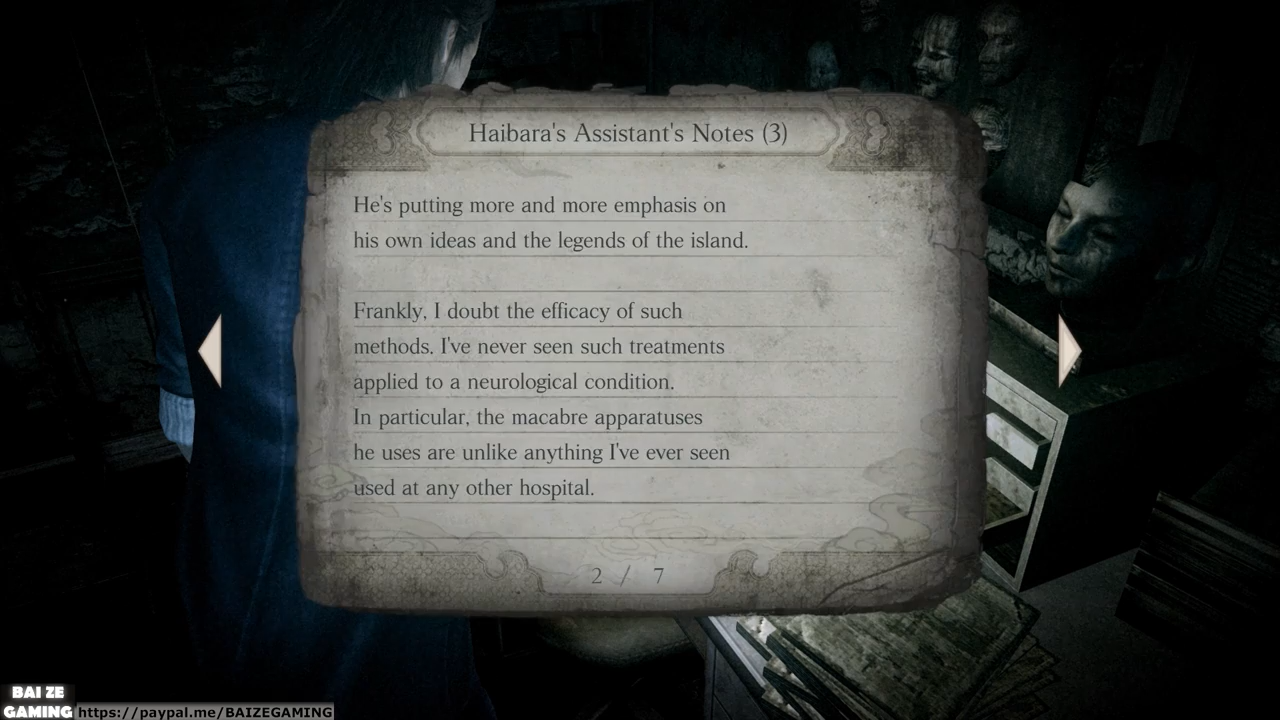 Haibara's Assistant's Notes (3)
He's putting more and more emphasis on
his own ideas and the legends of the island.
Frankly, I doubt the efficacy of such
methods. I've never seen such treatments
applied to a neurological condition.
In particular, the macabre apparatuses
he uses are unlike anything I've ever seen
used at any other hospital.
2 / 7
BAI ZE
GAMING https://paypal.me/BAIZEGAMING